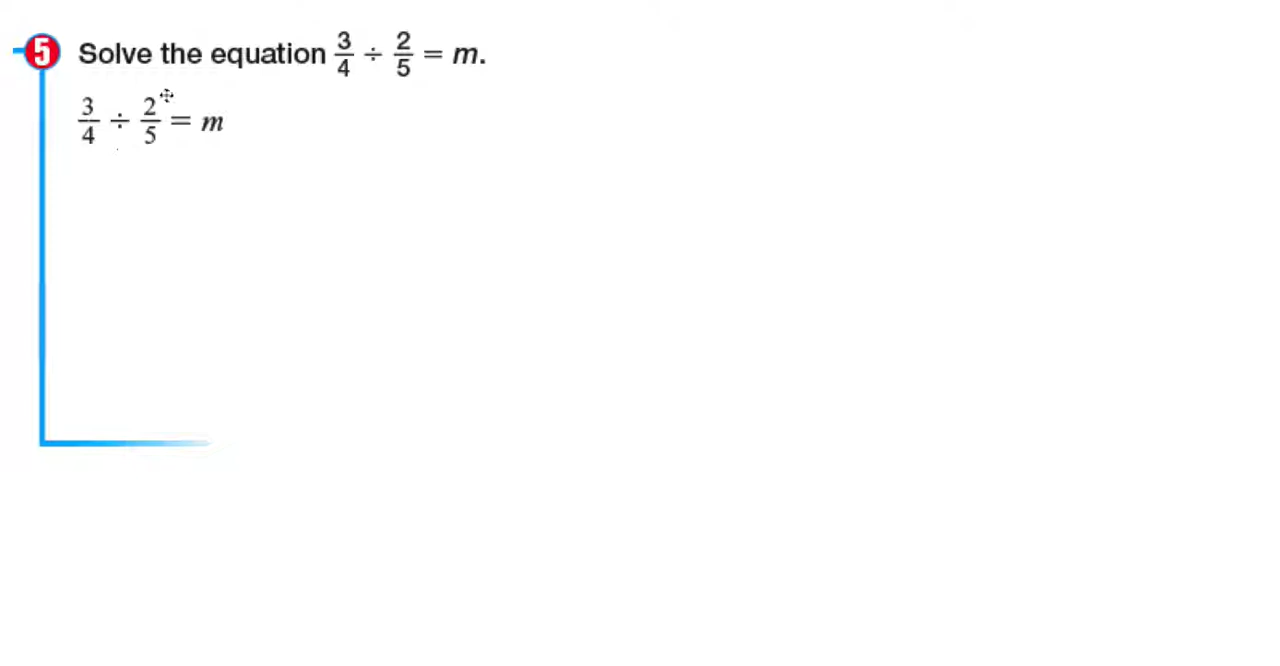 5 Solve the equation 3/4 ÷ 2/5 = m.
3/4 ÷ 2/5 = m